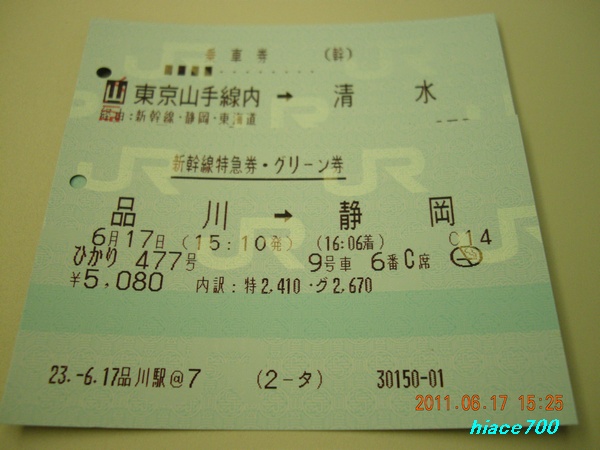 乗車券 (幹)
山 東京山手線内 → 清水
経由:新幹線・静岡・東海道
新幹線特急券・グリーン券
品川 → 静岡
6月17日 (15:10発) (16:06着) C14
ひかり 477号 9号車 6番C席
¥5,080 内訳:特2,410・グ2,670
23.-6.17品川駅@7 (2-タ) 30150-01
2011.06.17 15:25
hiace700